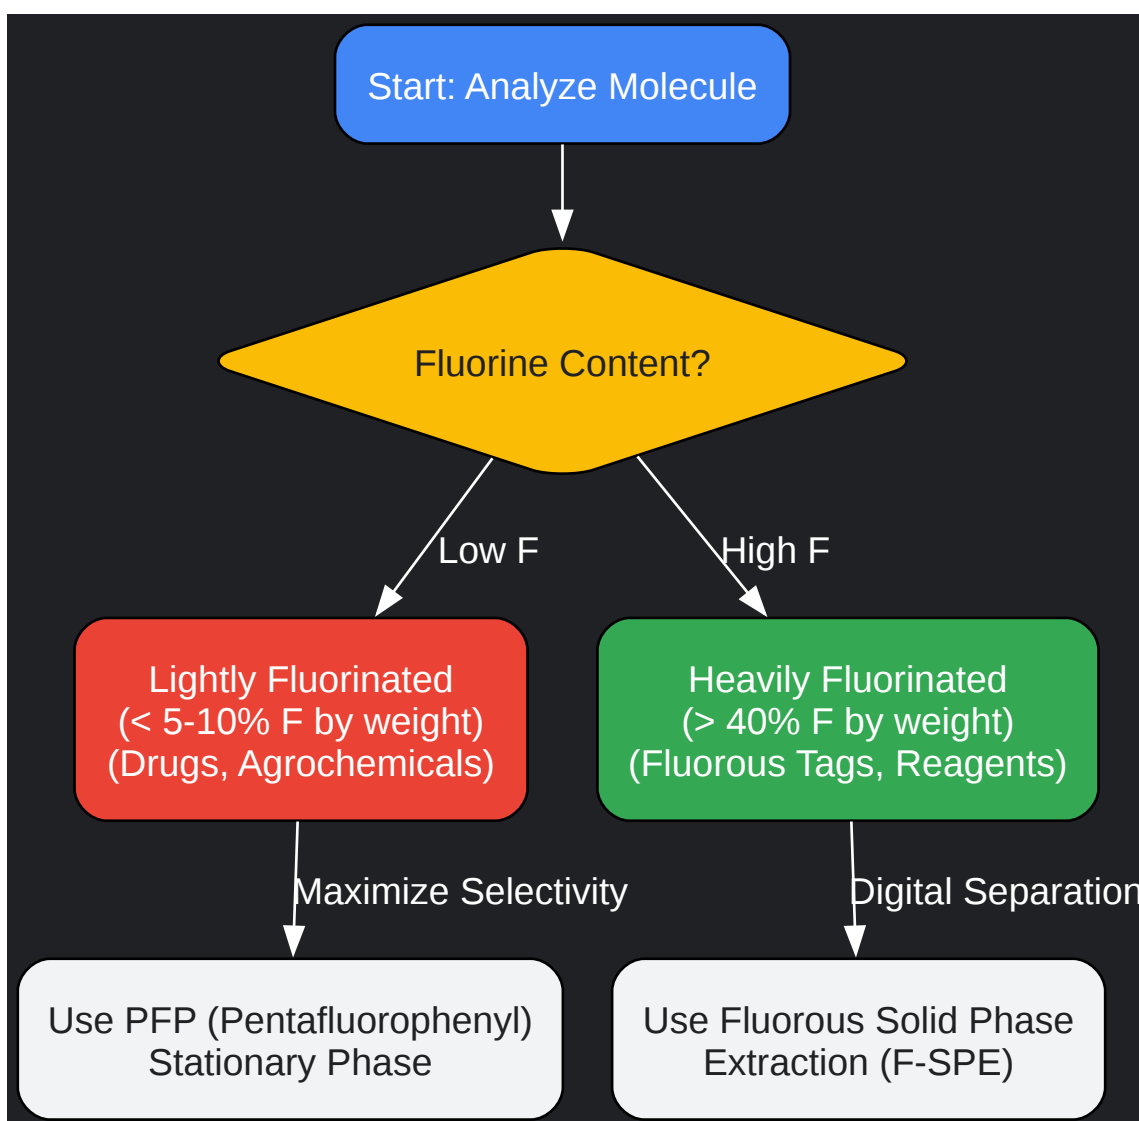 Start: Analyze Molecule
Fluorine Content?
Low F
High F
Lightly Fluorinated
(< 5-10% F by weight)
(Drugs, Agrochemicals)
Heavily Fluorinated
(> 40% F by weight)
(Fluorous Tags, Reagents)
Maximize Selectivity
Digital Separation
Use PFP (Pentafluorophenyl)
Stationary Phase
Use Fluorous Solid Phase
Extraction (F-SPE)